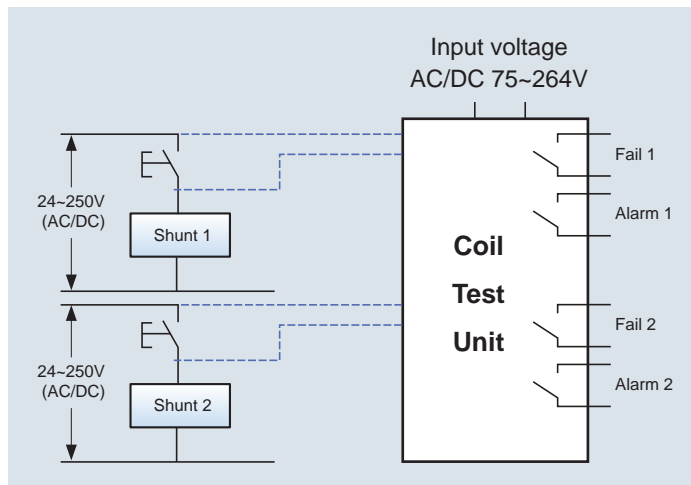 Input voltage
AC/DC 75~264V
24~250V
(AC/DC)
Shunt 1
Fail 1
Alarm 1
Coil
Test
Unit
24~250V
(AC/DC)
Shunt 2
Fail 2
Alarm 2